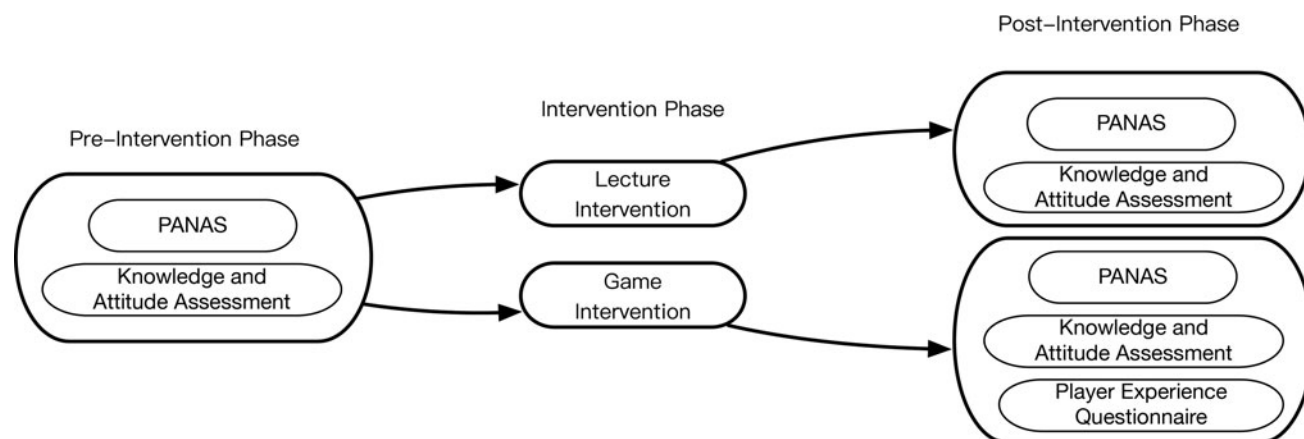 Pre-Intervention Phase
PANAS
Knowledge and
Attitude Assessment
Intervention Phase
Lecture
Intervention
Game
Intervention
Post-Intervention Phase
PANAS
Knowledge and
Attitude Assessment
PANAS
Knowledge and
Attitude Assessment
Player Experience
Questionnaire